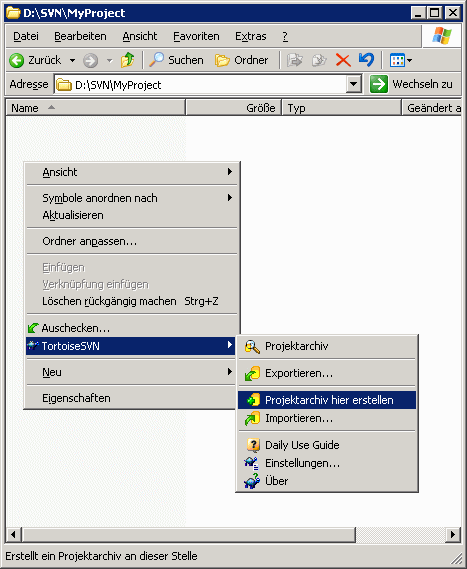 D:\SVN\MyProject
Datei Bearbeiten Ansicht Favoriten Extras ?
Zurück Suchen Ordner
Adresse D:\SVN\MyProject Wechseln zu
Name Größe Typ Geändert a
Ansicht
Symbole anordnen nach
Aktualisieren
Ordner anpassen...
Einfügen
Verknüpfung einfügen
Löschen rückgängig machen Strg+Z
Auschecken...
TortoiseSVN
Neu
Eigenschaften
Projektarchiv
Exportieren...
Projektarchiv hier erstellen
Importieren...
Daily Use Guide
Einstellungen...
Über
Erstellt ein Projektarchiv an dieser Stelle